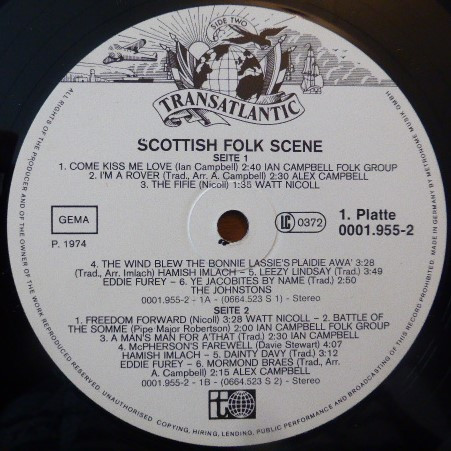 SIDE TWO
TRANSATLANTIC
SCOTTISH FOLK SCENE
SEITE 1
1. COME KISS ME LOVE (Ian Campbell) 2:40 IAN CAMPBELL FOLK GROUP
2. I'M A ROVER (Trad., Arr. A. Campbell) 2:30 ALEX CAMPBELL
3. THE FIFIE (Nicoll) 1:35 WATT NICOLL
GEMA
LC 0372
1. Platte
0001.955-2
P. 1974
4. THE WIND BLEW THE BONNIE LASSIE'S PLAIDIE AWA' 3:28
(Trad., Arr. Imlach) HAMISH IMLACH – 5. LEEZY LINDSAY (Trad.) 3:49
EDDIE FUREY – 6. YE JACOBITES BY NAME (Trad.) 2:50
THE JOHNSTONS
0001.955-2 - 1A - (0664.523 S 1) - Stereo
SEITE 2
1. FREEDOM FORWARD (Nicoll) 3:28 WATT NICOLL – 2. BATTLE OF
THE SOMME (Pipe Major Robertson) 2:00 IAN CAMPBELL FOLK GROUP
3. A MAN'S MAN FOR A'THAT (Trad.) 2:30 IAN CAMPBELL
4. McPHERSON'S FAREWELL (Davie Stewart) 4:07
HAMISH IMLACH – 5. DAINTY DAVY (Trad.) 3:12
EDDIE FUREY – 6. MORMOND BRAES (Trad., Arr.
A. Campbell) 2:15 ALEX CAMPBELL
0001.955-2 - 1B - (0664.523 S 2) - Stereo
ALL RIGHTS OF THE PRODUCER AND OF THE OWNER OF THE WORK REPRODUCED RESERVED. UNAUTHORISED COPYING, HIRING, LENDING, PUBLIC PERFORMANCE AND BROADCASTING OF THIS RECORD PROHIBITED. MANUFACTURED IN GERMANY BY METRONOME MUSIK GMBH